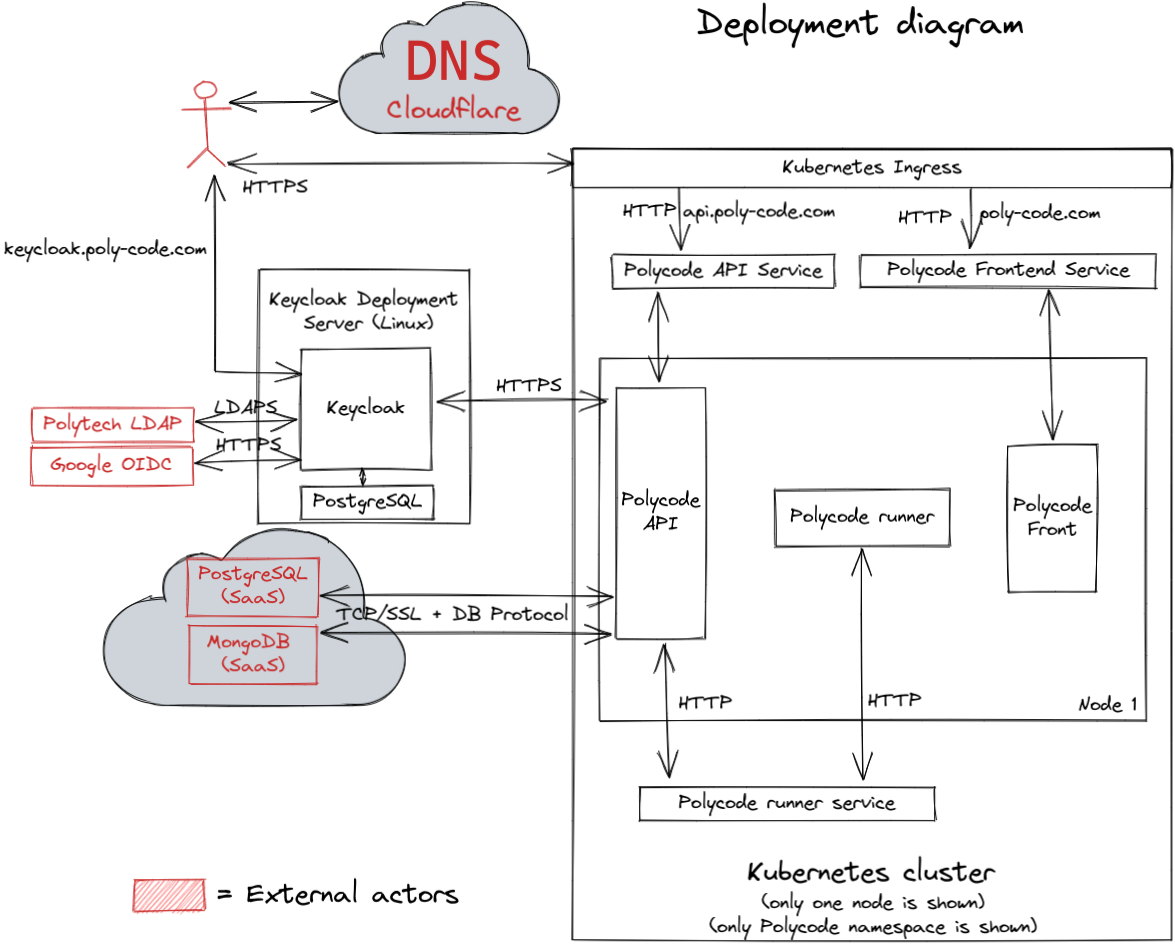 Deployment diagram
DNS
Cloudflare
HTTPS
Kubernetes Ingress
HTTP
api.poly-code.com
HTTP
poly-code.com
keycloak.poly-code.com
Polycode API Service
Polycode Frontend Service
Keycloak Deployment
Server (Linux)
Keycloak
HTTPS
LDAPS
Polytech LDAP
HTTPS
Google OIDC
PostgreSQL
Polycode
API
Polycode runner
Polycode
Front
PostgreSQL
(SaaS)
TCP/SSL + DB Protocol
MongoDB
(SaaS)
HTTP
HTTP
Node 1
Polycode runner service
Kubernetes cluster
(only one node is shown)
(only Polycode namespace is shown)
= External actors